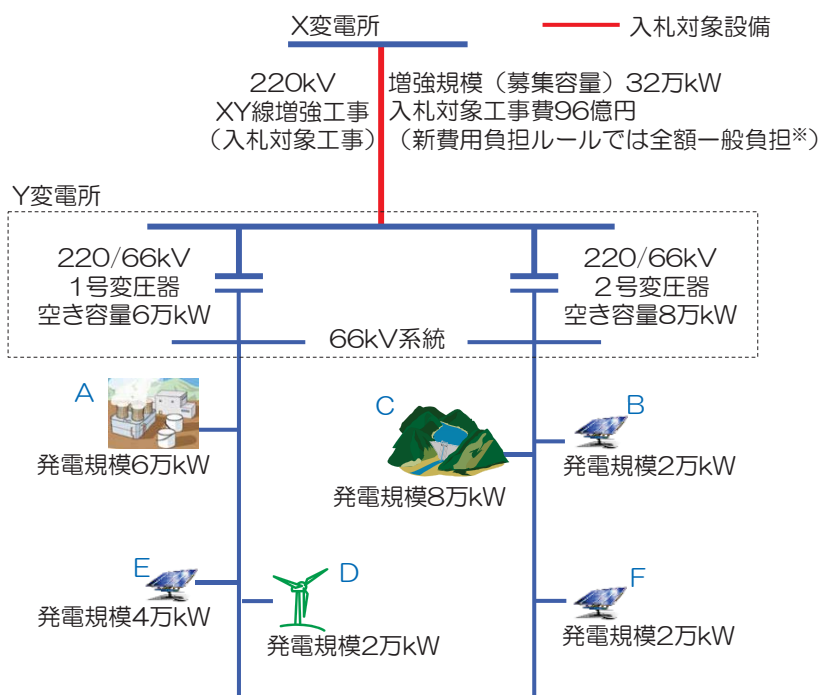 X変電所
入札対象設備
220kV
XY線増強工事
(入札対象工事)
増強規模(募集容量)32万kW
入札対象工事費96億円
(新費用負担ルールでは全額一般負担※)
Y変電所
220/66kV
1号変圧器
空き容量6万kW
220/66kV
2号変圧器
空き容量8万kW
66kV系統
A
発電規模6万kW
C
発電規模8万kW
B
発電規模2万kW
E
発電規模4万kW
D
発電規模2万kW
F
発電規模2万kW